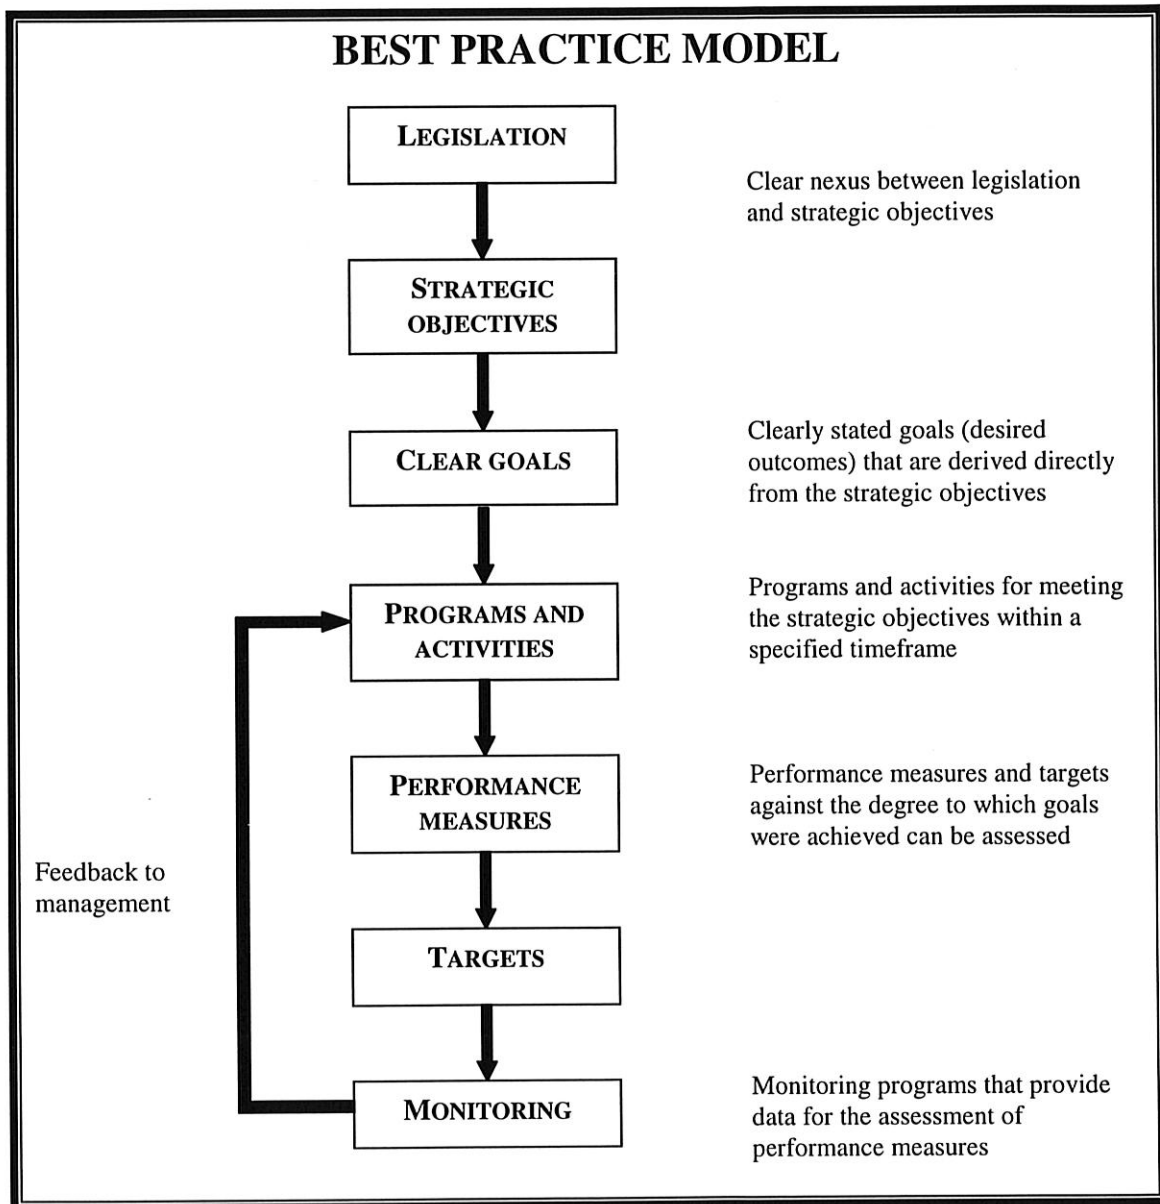 BEST PRACTICE MODEL
LEGISLATION
Clear nexus between legislation
and strategic objectives
STRATEGIC
OBJECTIVES
CLEAR GOALS
Clearly stated goals (desired
outcomes) that are derived directly
from the strategic objectives
PROGRAMS AND
ACTIVITIES
Programs and activities for meeting
the strategic objectives within a
specified timeframe
PERFORMANCE
MEASURES
Performance measures and targets
against the degree to which goals
were achieved can be assessed
Feedback to
management
TARGETS
MONITORING
Monitoring programs that provide
data for the assessment of
performance measures